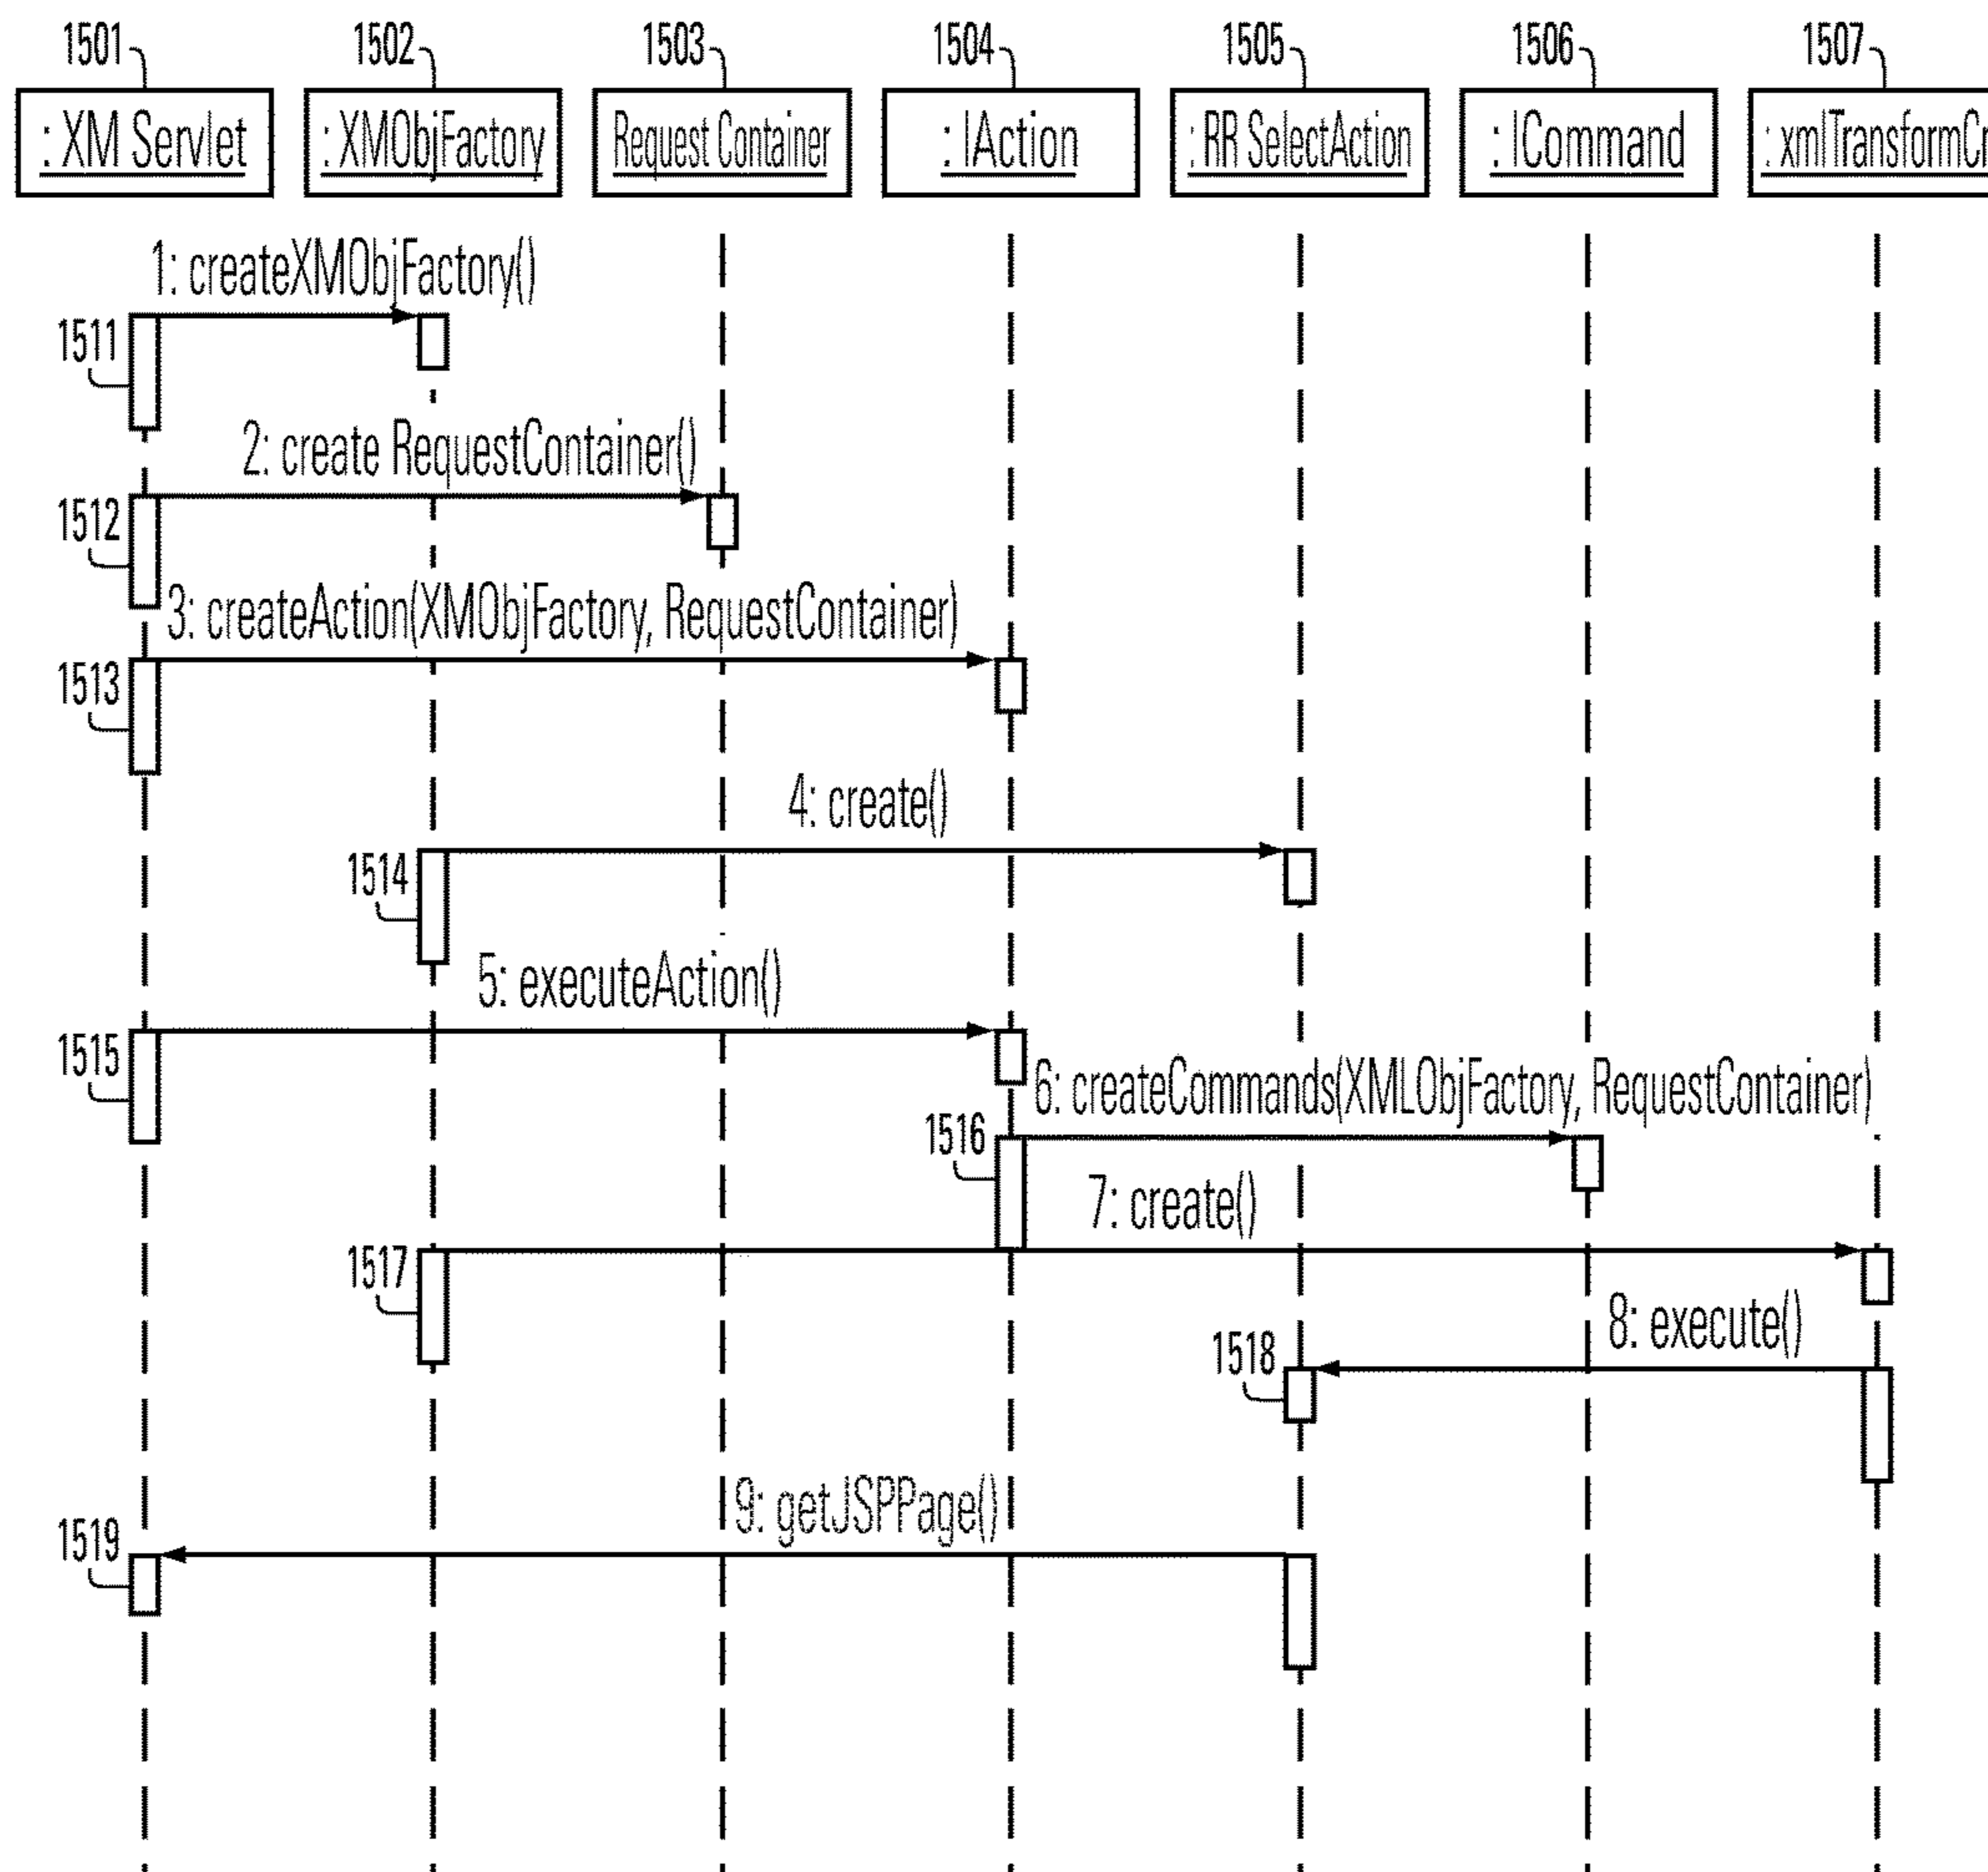 1501 1502 1503 1504 1505 1506 1507
: XM Servlet : XMObjFactory Request Container : IAction : RR SelectAction : ICommand
1: createXMObjFactory()
1511
2: create RequestContainer()
1512
3: createAction(XMObjFactory, RequestContainer)
1513
4: create()
1514
5: executeAction()
1515
6: createCommands(XMLObjFactory, RequestContainer)
1516
7: create()
1517
8: execute()
1518
9: getJSPPage()
1519